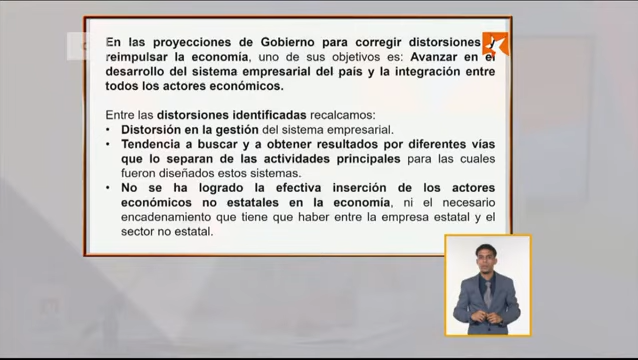 En las proyecciones de Gobierno para corregir distorsiones
reimpulsar la economía, uno de sus objetivos es: Avanzar en el
desarrollo del sistema empresarial del país y la integración entre
todos los actores económicos.
Entre las distorsiones identificadas recalcamos:
• Distorsión en la gestión del sistema empresarial.
• Tendencia a buscar y a obtener resultados por diferentes vías
que lo separan de las actividades principales para las cuales
fueron diseñados estos sistemas.
• No se ha logrado la efectiva inserción de los actores
económicos no estatales en la economía, ni el necesario
encadenamiento que tiene que haber entre la empresa estatal y el
sector no estatal.